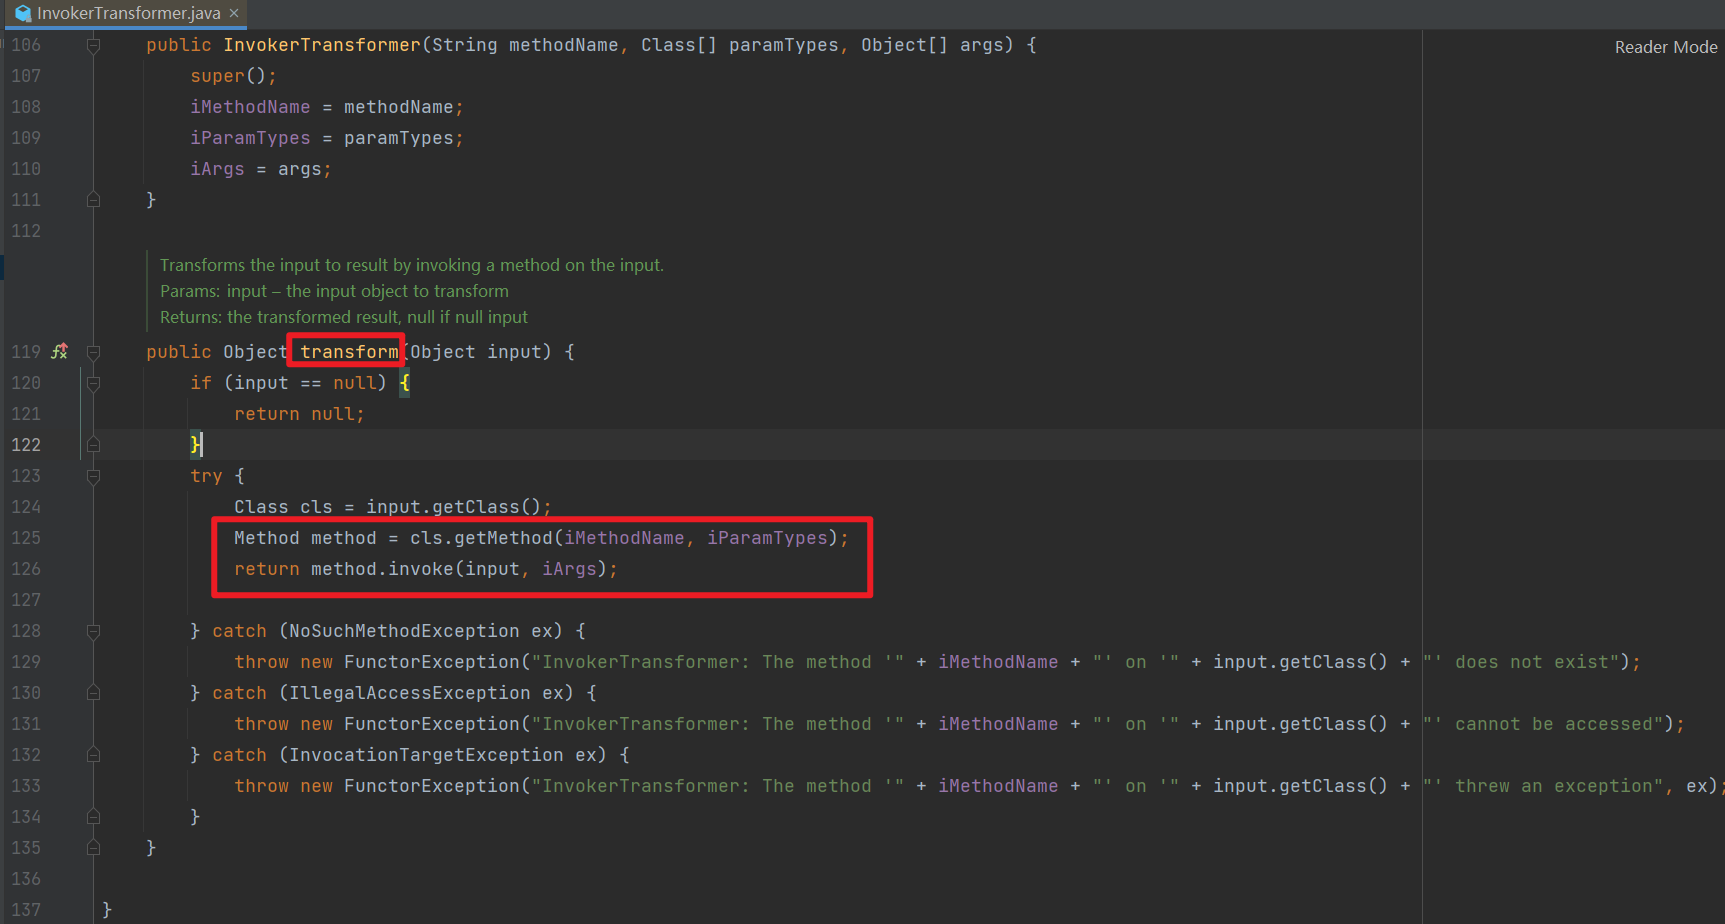 InvokerTransformer.java ×
Reader Mode
106 public InvokerTransformer(String methodName, Class[] paramTypes, Object[] args) {
107 super();
108 iMethodName = methodName;
109 iParamTypes = paramTypes;
110 iArgs = args;
111 }
112
Transforms the input to result by invoking a method on the input.
Params: input – the input object to transform
Returns: the transformed result, null if null input
119 public Object transform(Object input) {
120 if (input == null) {
121 return null;
122 }
123 try {
124 Class cls = input.getClass();
125 Method method = cls.getMethod(iMethodName, iParamTypes);
126 return method.invoke(input, iArgs);
127
128 } catch (NoSuchMethodException ex) {
129 throw new FunctorException("InvokerTransformer: The method '" + iMethodName + "' on '" + input.getClass() + "' does not exist");
130 } catch (IllegalAccessException ex) {
131 throw new FunctorException("InvokerTransformer: The method '" + iMethodName + "' on '" + input.getClass() + "' cannot be accessed");
132 } catch (InvocationTargetException ex) {
133 throw new FunctorException("InvokerTransformer: The method '" + iMethodName + "' on '" + input.getClass() + "' threw an exception", ex);
134 }
135 }
136
137 }